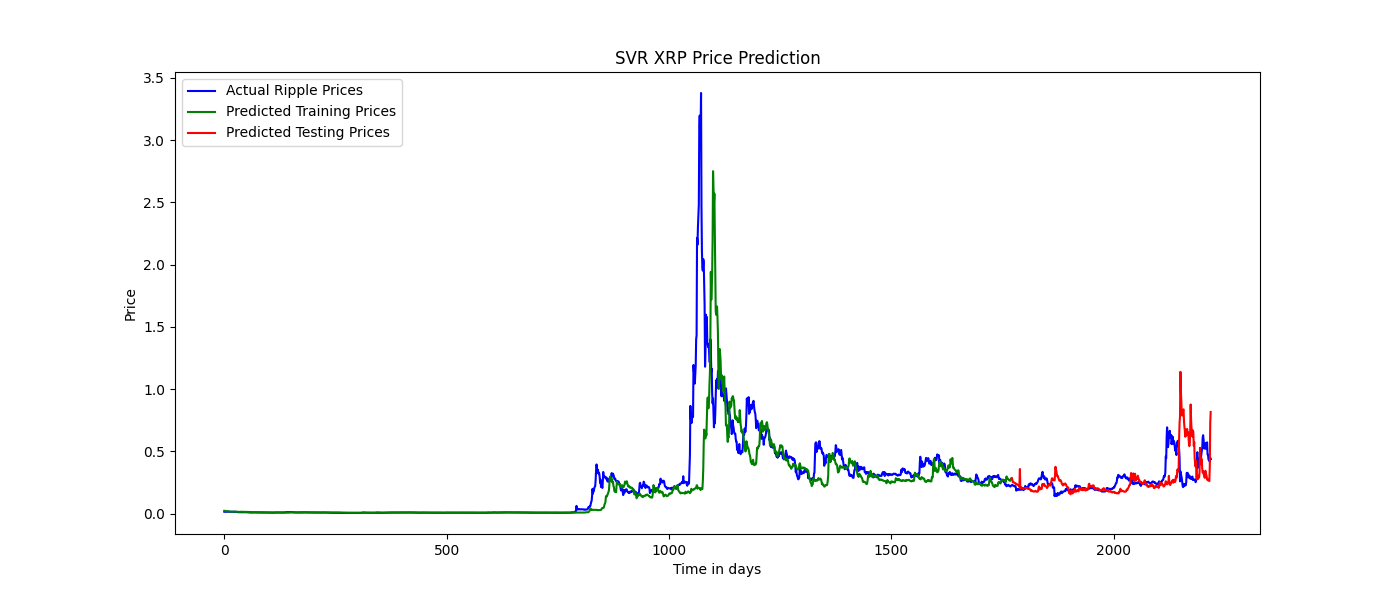 SVR XRP Price Prediction
Actual Ripple Prices
Predicted Training Prices
Predicted Testing Prices
Price
3.5
3.0
2.5
2.0
1.5
1.0
0.5
0.0
0 500 1000 1500 2000
Time in days